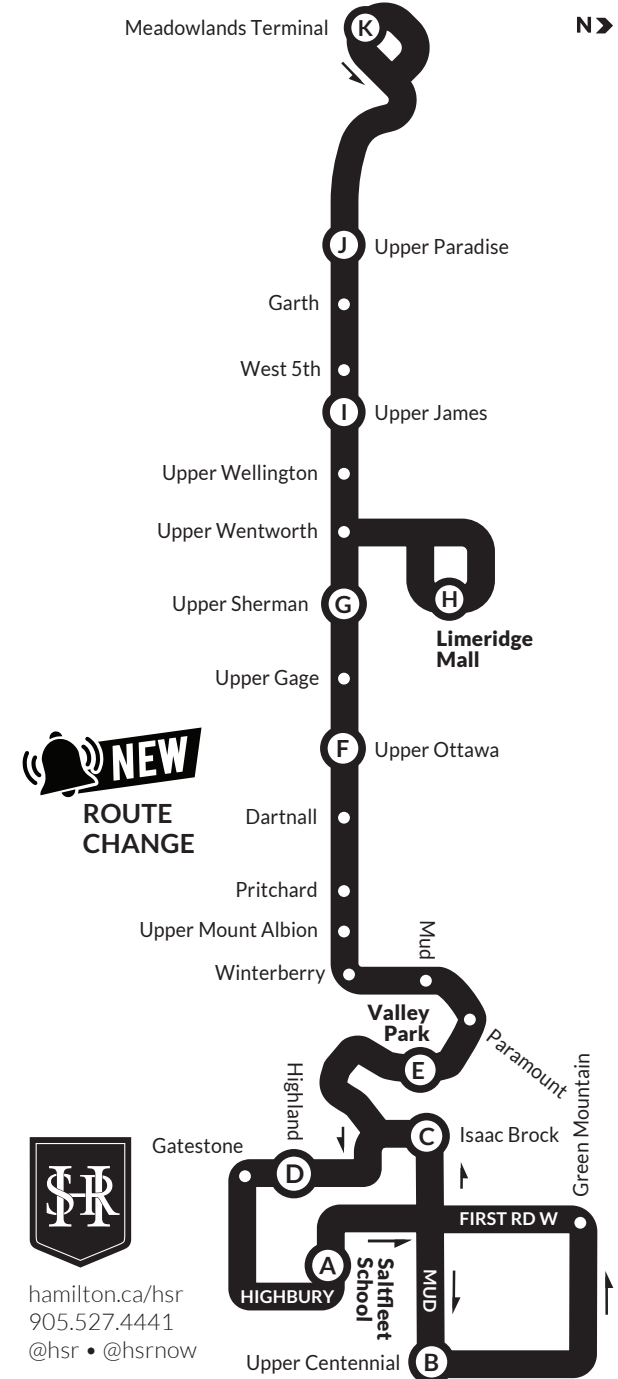 Meadowlands Terminal
K
N
J
Upper Paradise
Garth
West 5th
I
Upper James
Upper Wellington
Upper Wentworth
H
Limeridge
Mall
Upper Sherman
G
Upper Gage
NEW
ROUTE
CHANGE
F
Upper Ottawa
Dartnall
Pritchard
Upper Mount Albion
Winterberry
Mud
Valley
Park
E
Paramount
Highland
Green Mountain
Gatestone
D
C
Isaac Brock
FIRST RD W
A
Saltfleet
School
HIGHBURY
MUD
Upper Centennial
B
HSR
hamilton.ca/hsr
905.527.4441
@hsr • @hsrnow